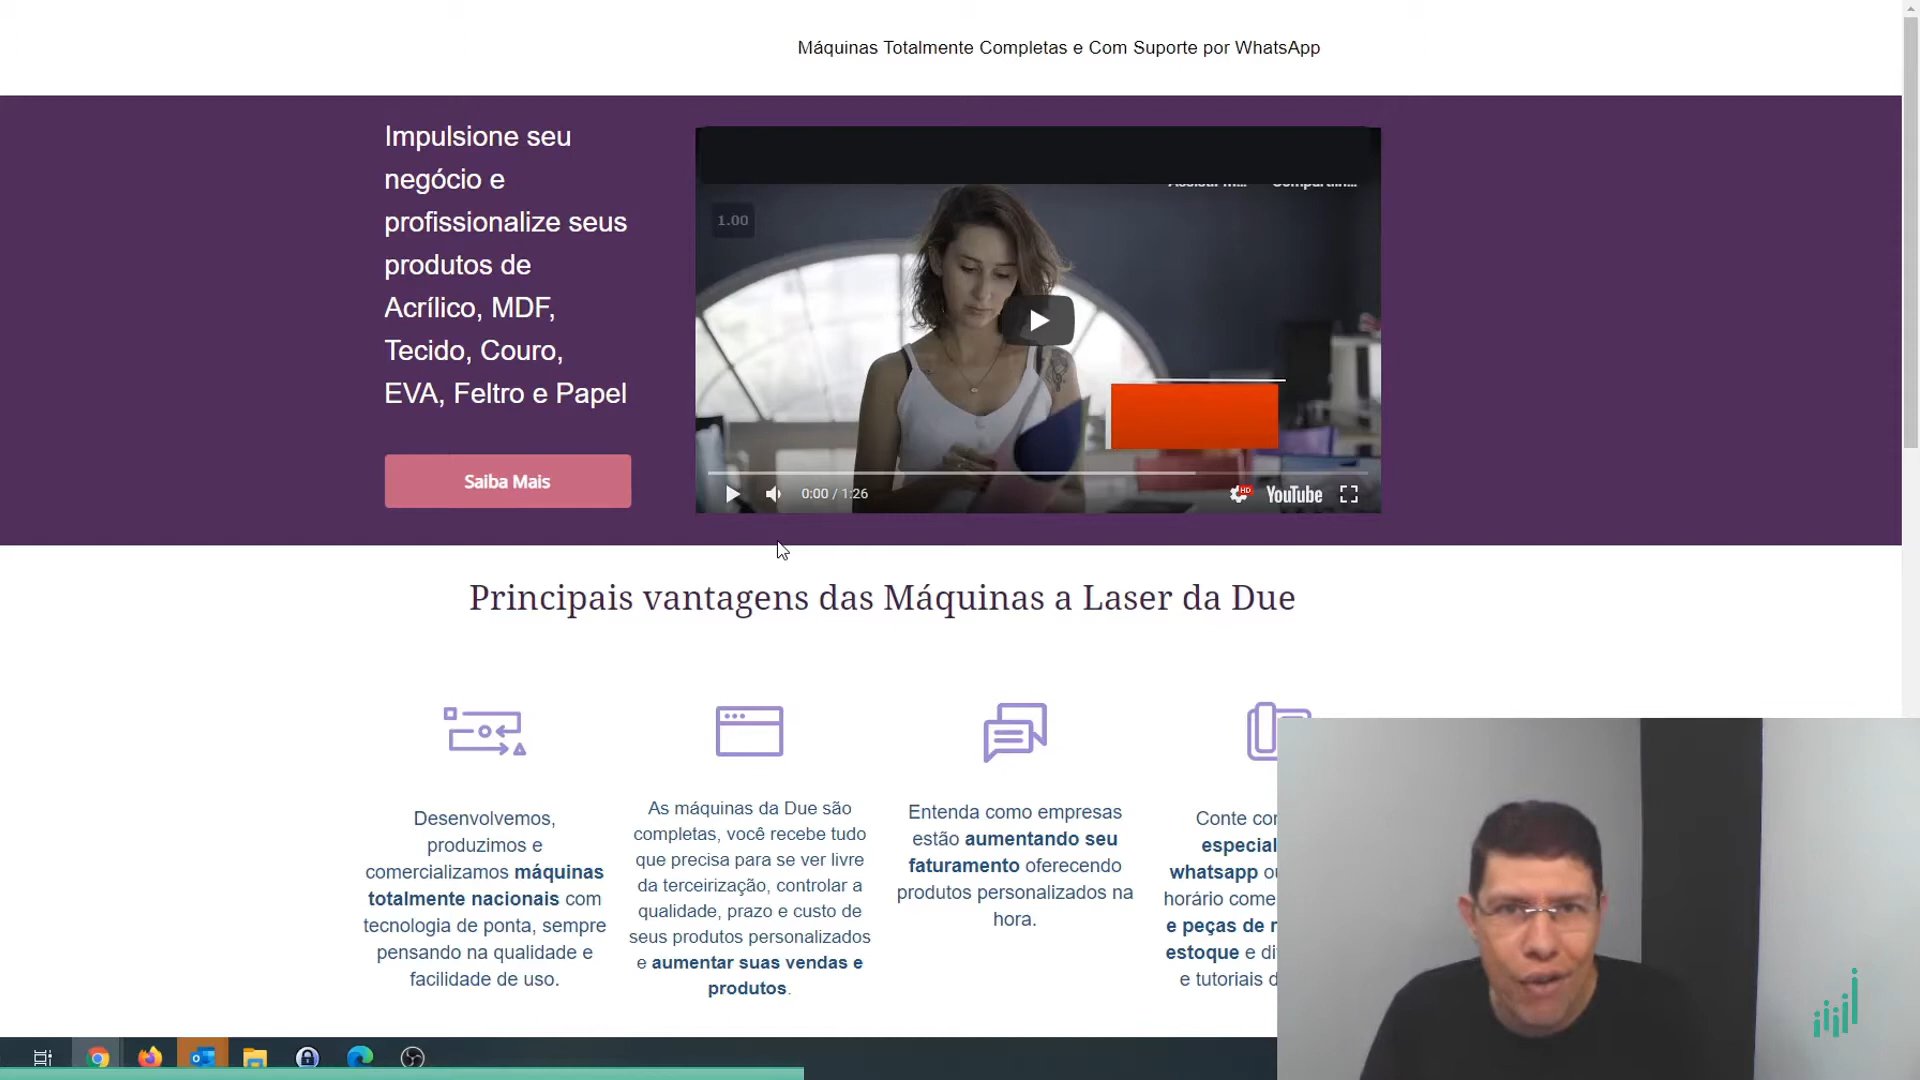 Máquinas Totalmente Completas e Com Suporte por WhatsApp
Impulsione seu
negócio e
profissionalize seus
produtos de
Acrílico, MDF,
Tecido, Couro,
EVA, Feltro e Papel
Saiba Mais
1.00
0:00 / 1:26
HD
YouTube
Principais vantagens das Máquinas a Laser da Due
Desenvolvemos,
produzimos e
comercializamos máquinas
totalmente nacionais com
tecnologia de ponta, sempre
pensando na qualidade e
facilidade de uso.
As máquinas da Due são
completas, você recebe tudo
que precisa para se ver livre
da terceirização, controlar a
qualidade, prazo e custo de
seus produtos personalizados
e aumentar suas vendas e
produtos.
Entenda como empresas
estão aumentando seu
faturamento oferecendo
produtos personalizados na
hora.
Conte cor
especial
whatsapp ou
horário come
e peças de r
estoque e di
e tutoriais d